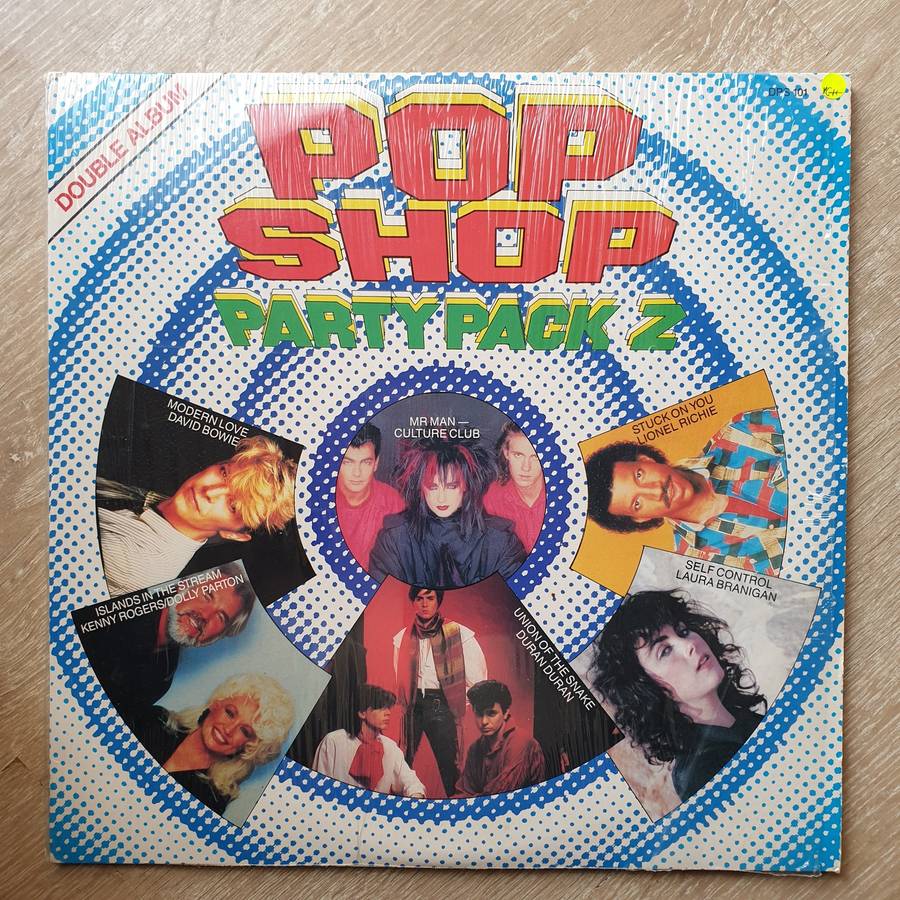 DOUBLE ALBUM
DPS 101
POP
SHOP
PARTY PACK 2
MODERN LOVE
DAVID BOWIE
MR MAN —
CULTURE CLUB
STUCK ON YOU
LIONEL RICHIE
ISLANDS IN THE STREAM
KENNY ROGERS/DOLLY PARTON
UNION OF THE SNAKE
DURAN DURAN
SELF CONTROL
LAURA BRANIGAN